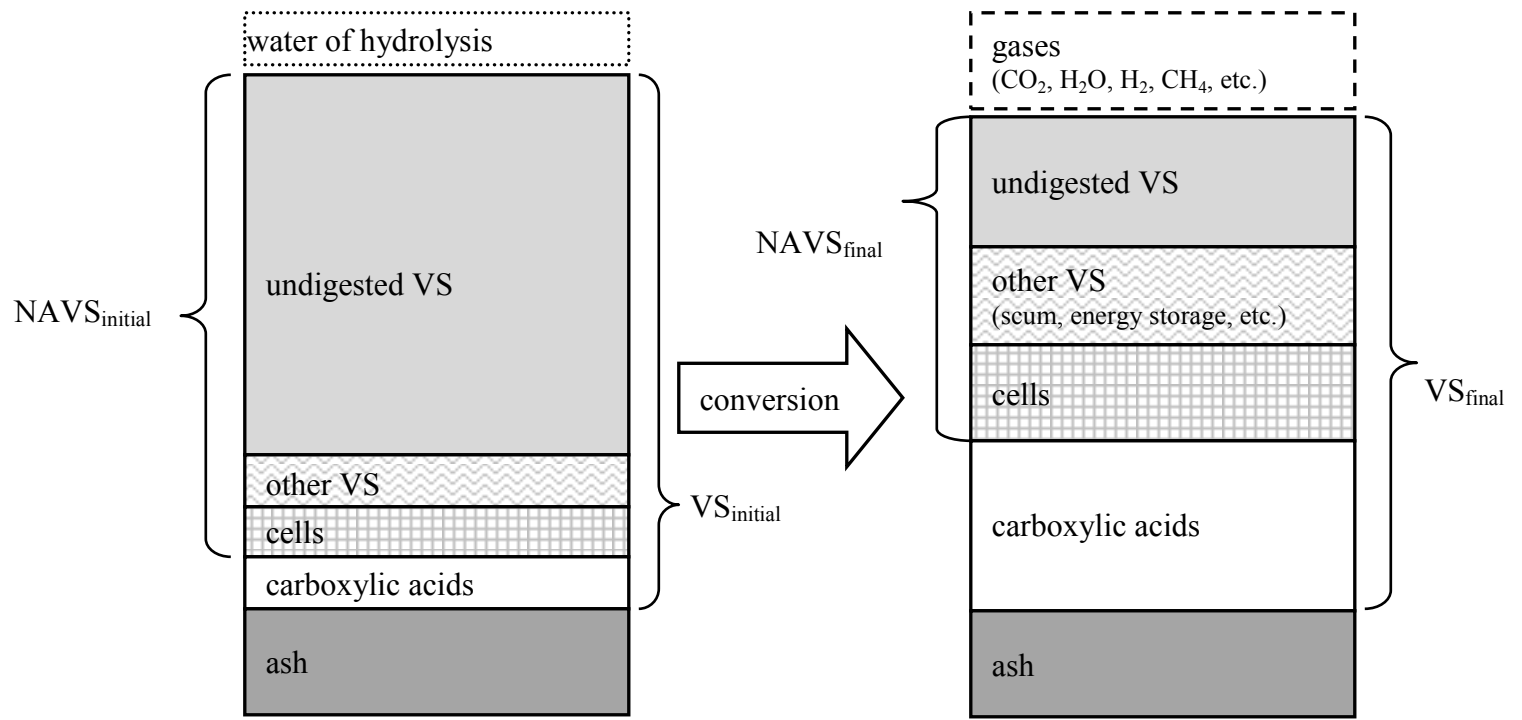 water of hydrolysis
undigested VS
other VS
cells
carboxylic acids
ash
NAVSinitial
VSinitial
conversion
gases
(CO₂, H₂O, H₂, CH₄, etc.)
undigested VS
other VS
(scum, energy storage, etc.)
cells
carboxylic acids
ash
NAVSfinal
VSfinal